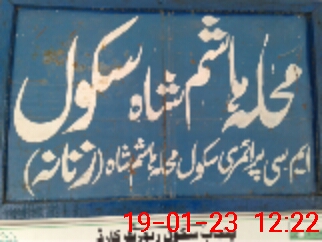 محلہ ہاشم شاہ سکول
ایم سی پرائمری سکول محلہ ہاشم شاہ (زنانہ)
19-01-23 12:22